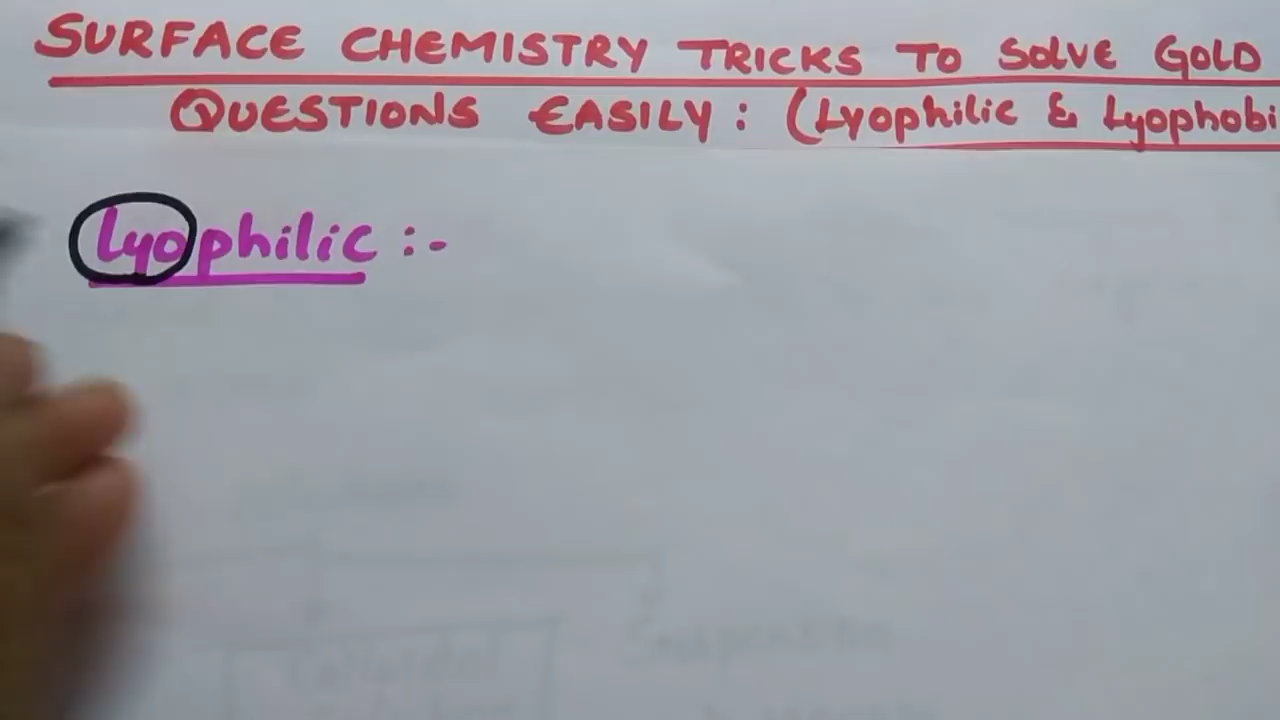 SURFACE CHEMISTRY TRICKS TO SOLVE GOLD
QUESTIONS EASILY: (Lyophilic & Lyophobi
Lyophilic :-